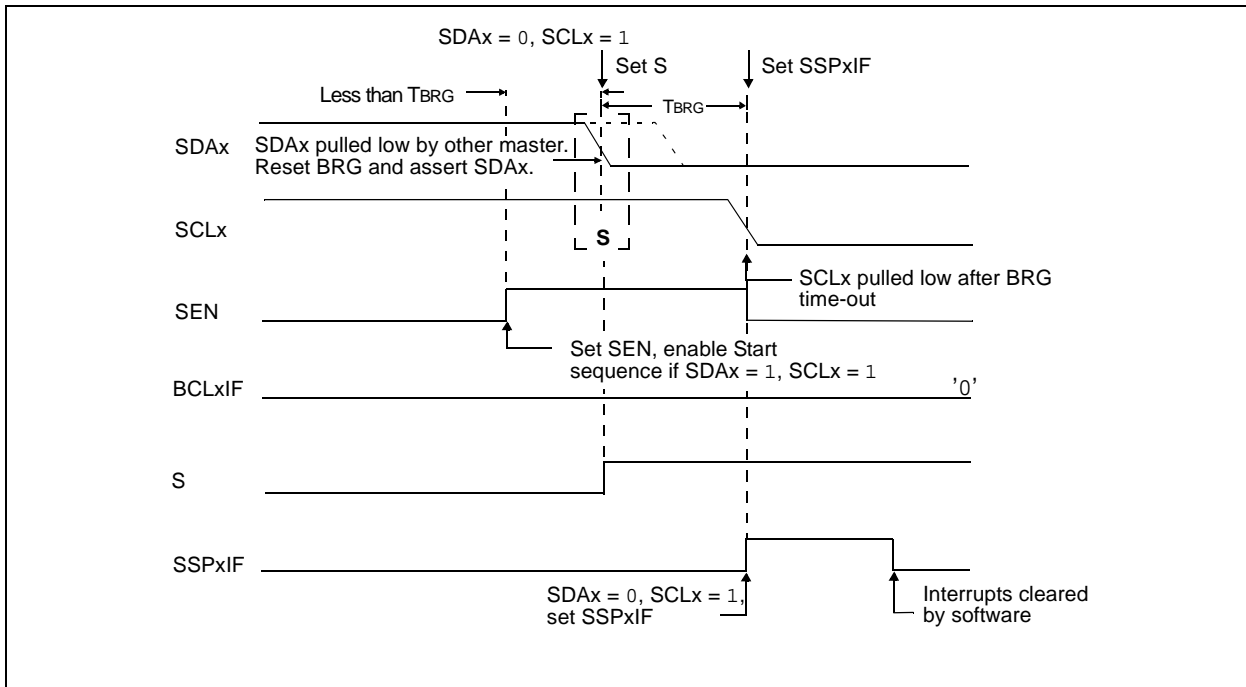 SDAx = 0, SCLx = 1
Set S
Set SSPxIF
Less than TBRG
TBRG
SDAx
SDAx pulled low by other master.
Reset BRG and assert SDAx.
SCLx
S
SCLx pulled low after BRG
time-out
SEN
Set SEN, enable Start
sequence if SDAx = 1, SCLx = 1
BCLxIF
'0'
S
SSPxIF
SDAx = 0, SCLx = 1,
set SSPxIF
Interrupts cleared
by software